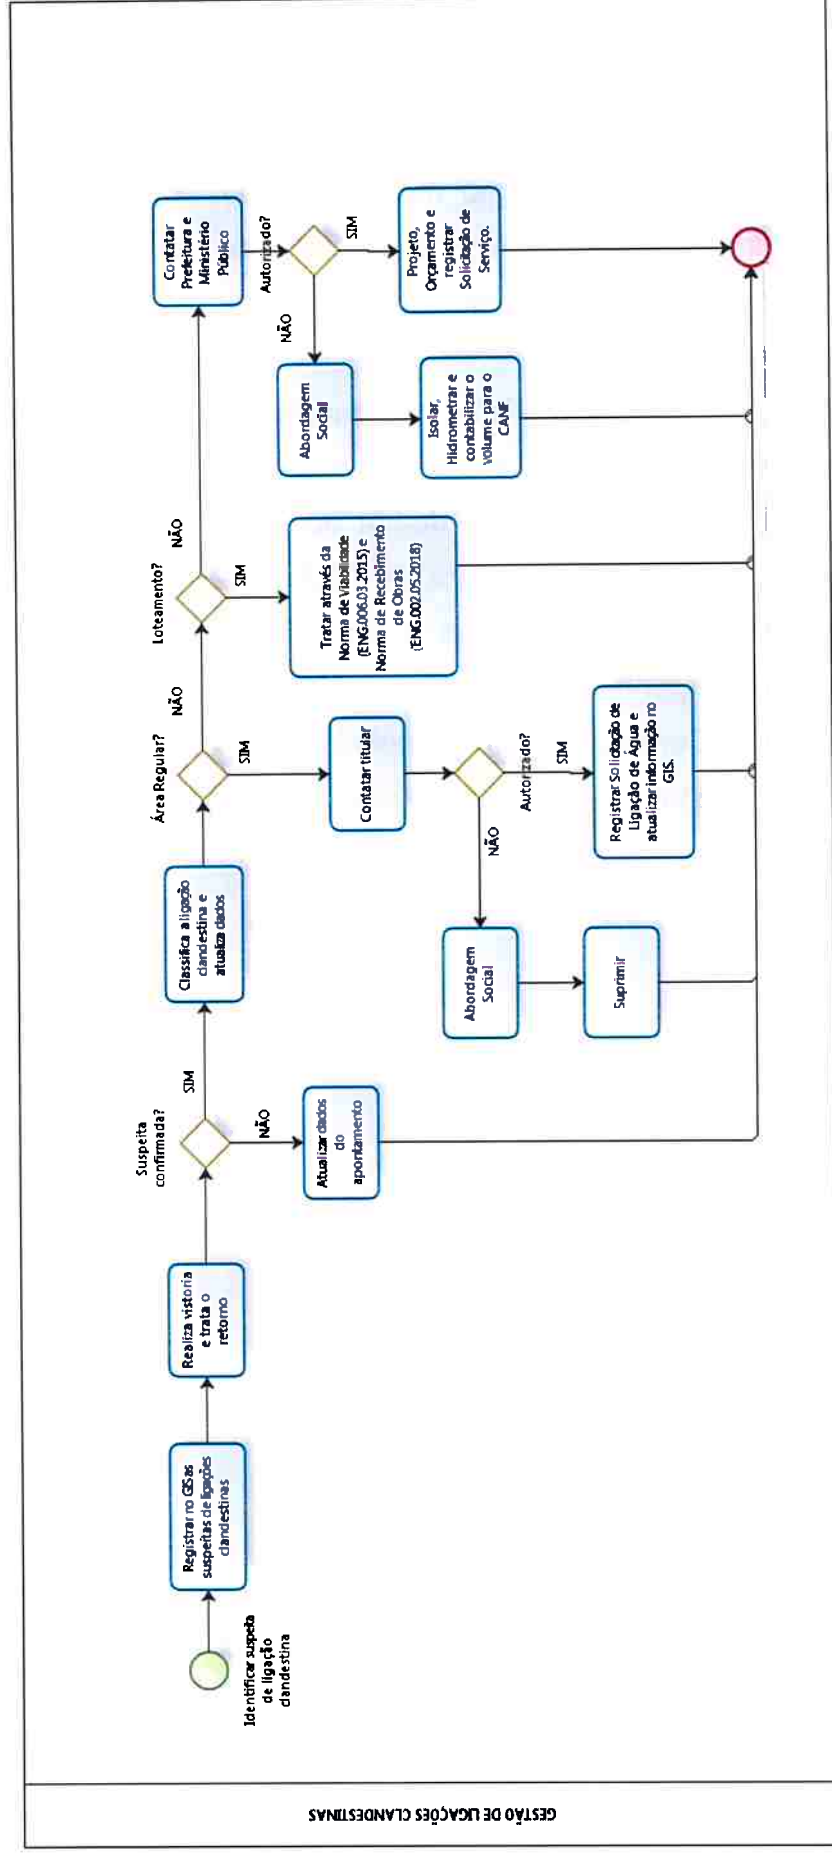 GESTÃO DE LIGAÇÕES CLANDESTINAS
Identificar suspeita
de ligação
clandestina
Registrar no GIS as
suspeitas de ligações
clandestinas
Realiza vistoria
e trata o
retorno
Suspeita
confirmada?
SIM
NÃO
Atualizar dados
do
apontamento
Classifica a ligação
clandestina e
atualiza dados
Área Regular?
NÃO
SIM
Contatar titular
Autorizado?
NÃO
SIM
Abordagem
Social
Suprimir
Registrar Solicitação de
Ligação de Água e
atualizar informação no
GIS.
Loteamento?
NÃO
SIM
Tratar através da
Norma de Viabilidade
(ENG.006.03.2015) e
Norma de Recebimento
de Obras
(ENG.002.05.2018)
Contatar
Prefeitura e
Ministério
Público
Autorizado?
NÃO
SIM
Abordagem
Social
Isolar,
Hidrometrar e
contabilizar o
Volume para o
CANF
Projeto,
Orçamento e
registrar
Solicitação de
Serviço.